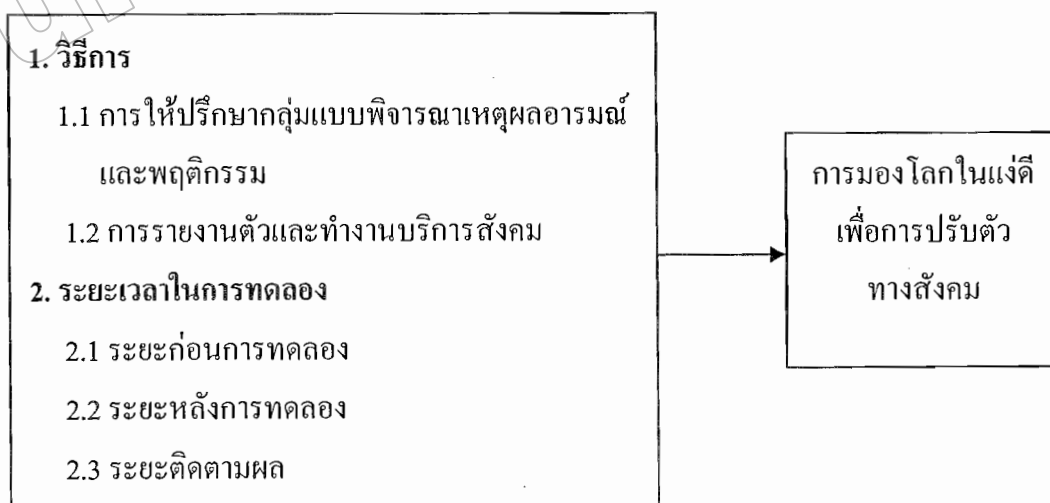 1. วิธีการ
1.1 การให้ปรึกษากลุ่มแบบพิจารณาเหตุผลอารมณ์
และพฤติกรรม
1.2 การรายงานตัวและทำงานบริการสังคม
2. ระยะเวลาในการทดลอง
2.1 ระยะก่อนการทดลอง
2.2 ระยะหลังการทดลอง
2.3 ระยะติดตามผล
การมองโลกในแง่ดี
เพื่อการปรับตัว
ทางสังคม